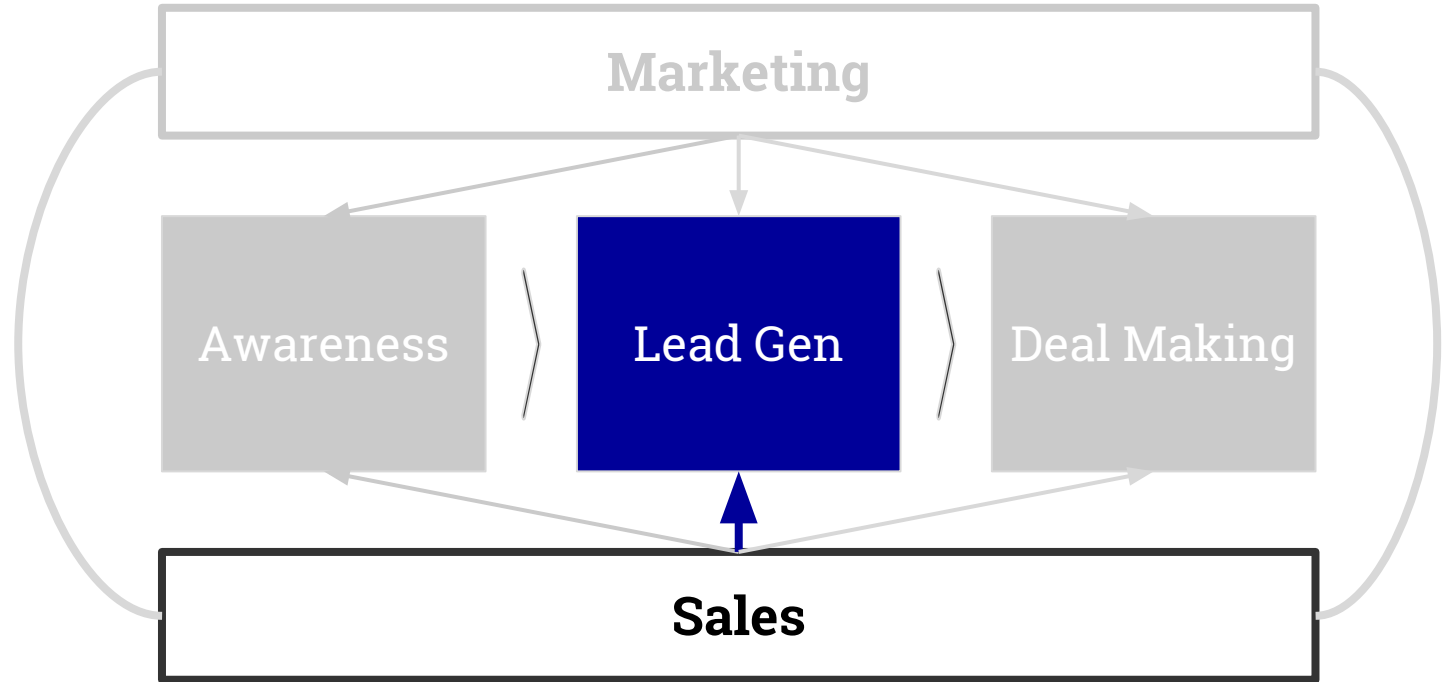 Marketing
Awareness
Lead Gen
Deal Making
Sales